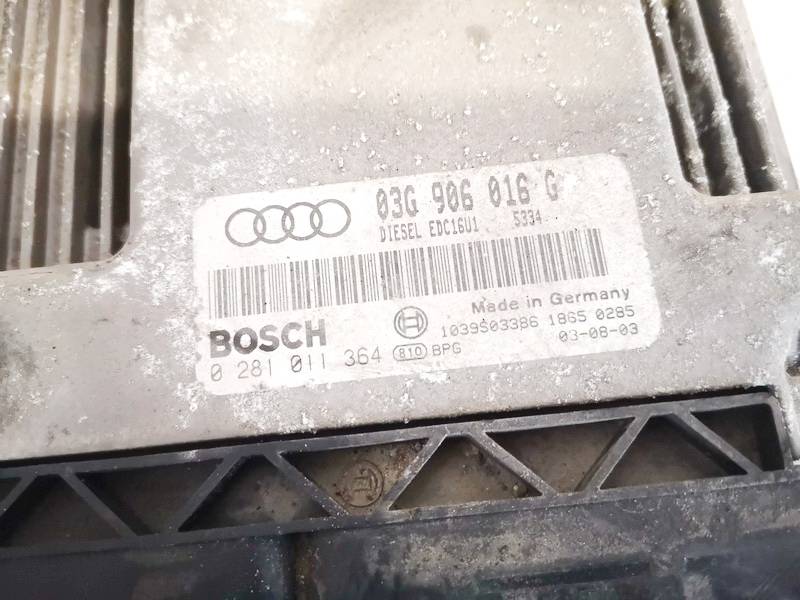 03G 906 016 G
DIESEL EDC16U1 5334
Made in Germany
BOSCH
1039S03386 1865 0285
0 281 011 364 810 BPG 03-08-03